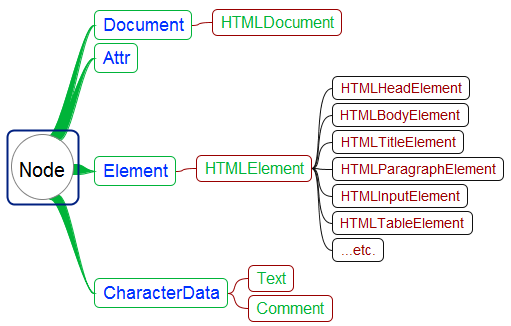 Document
HTMLDocument
Attr
HTMLHeadElement
HTMLBodyElement
HTMLTitleElement
Node
Element
HTMLElement
HTMLParagraphElement
HTMLInputElement
HTMLTableElement
...etc.
CharacterData
Text
Comment